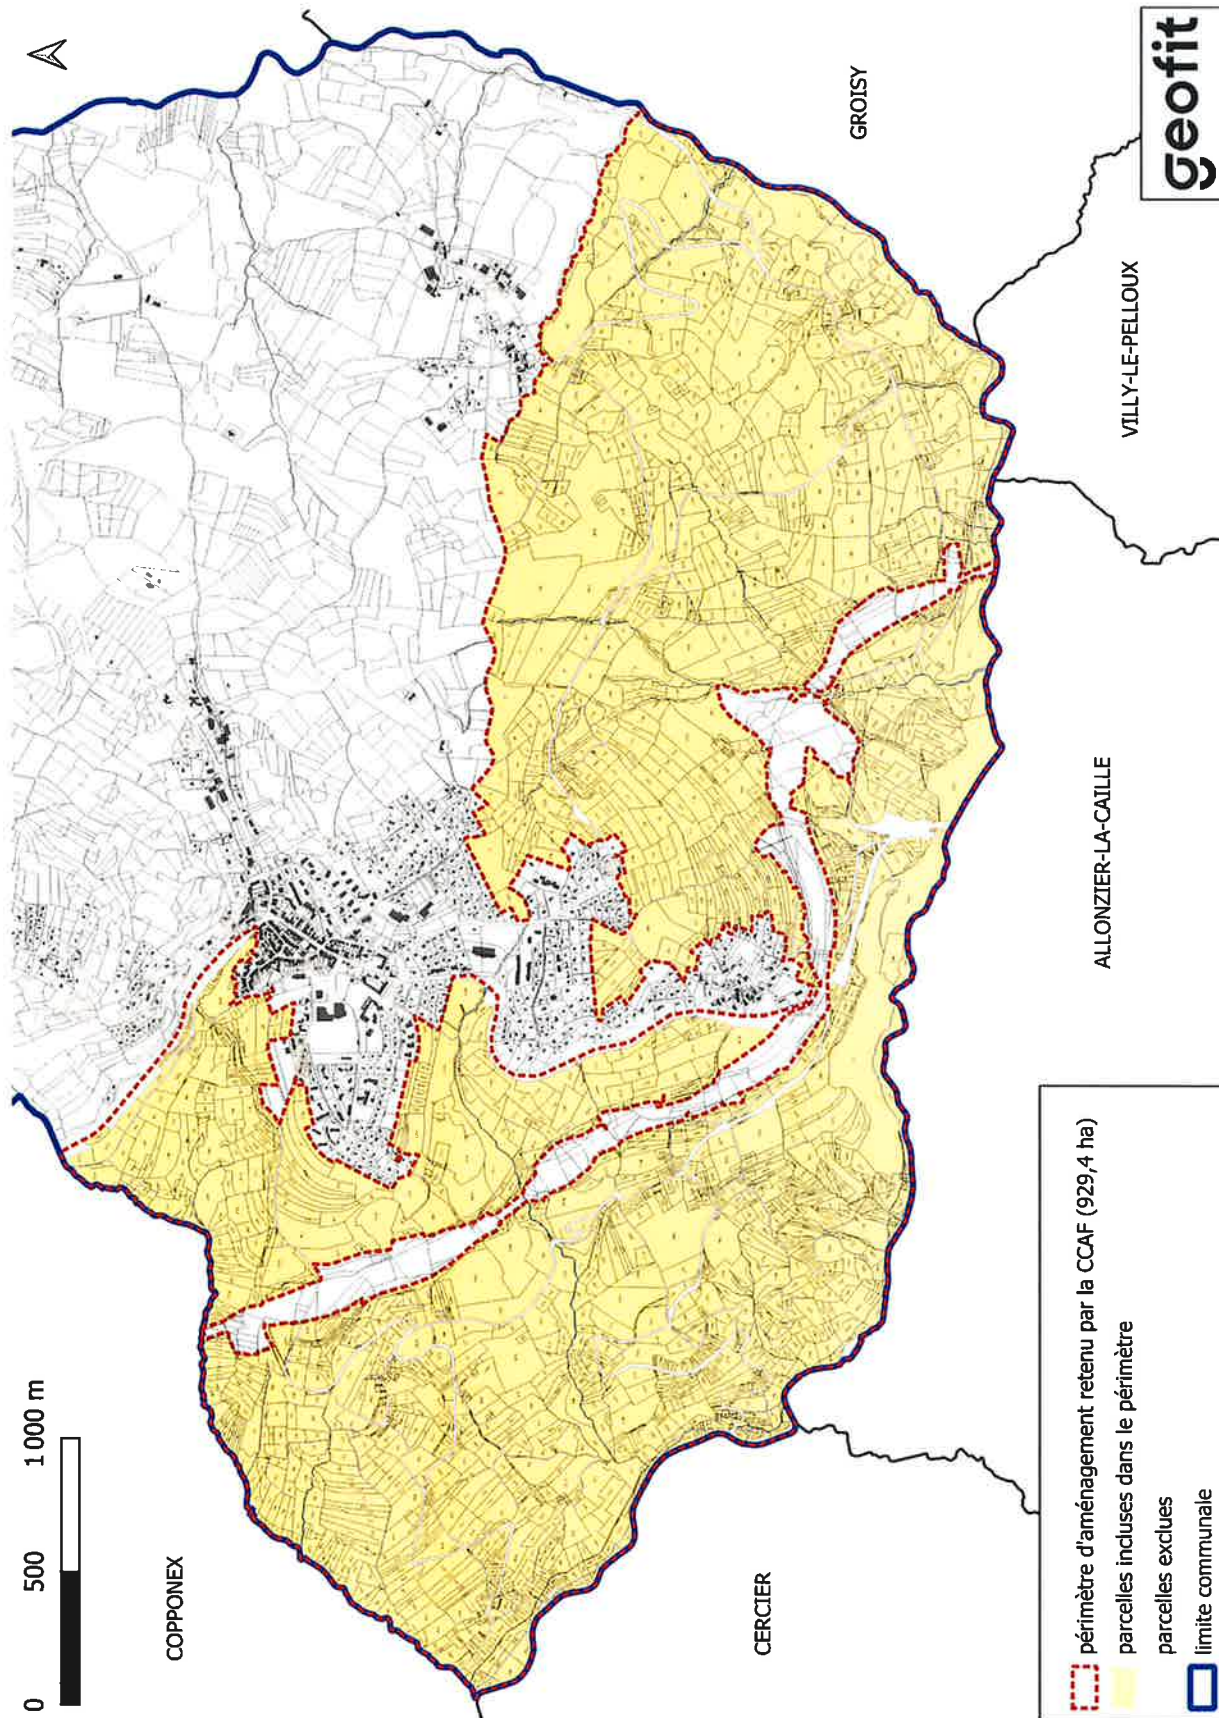 0 500 1 000 m
COPPONEX
CERCIER
ALLONZIER-LA-CAILLE
VILLY-LE-PELLOUX
GROISY
périmètre d'aménagement retenu par la CCAF (929,4 ha)
parcelles incluses dans le périmètre
parcelles exclues
limite communale
geofit